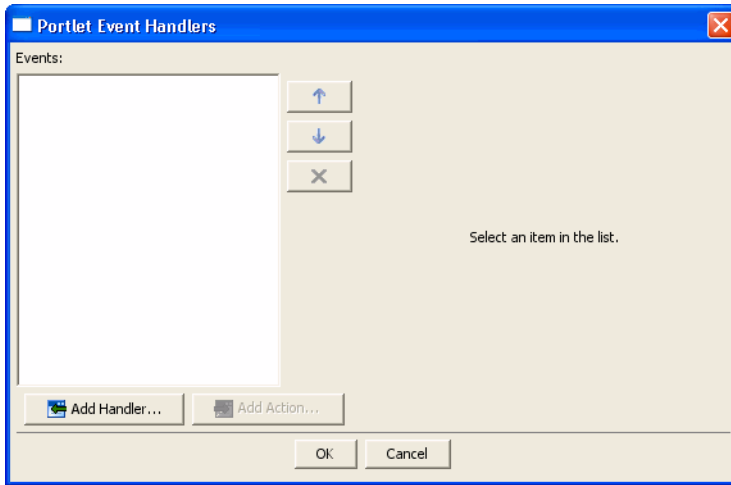 Portlet Event Handlers
Events:
Select an item in the list.
Add Handler...
Add Action...
OK
Cancel